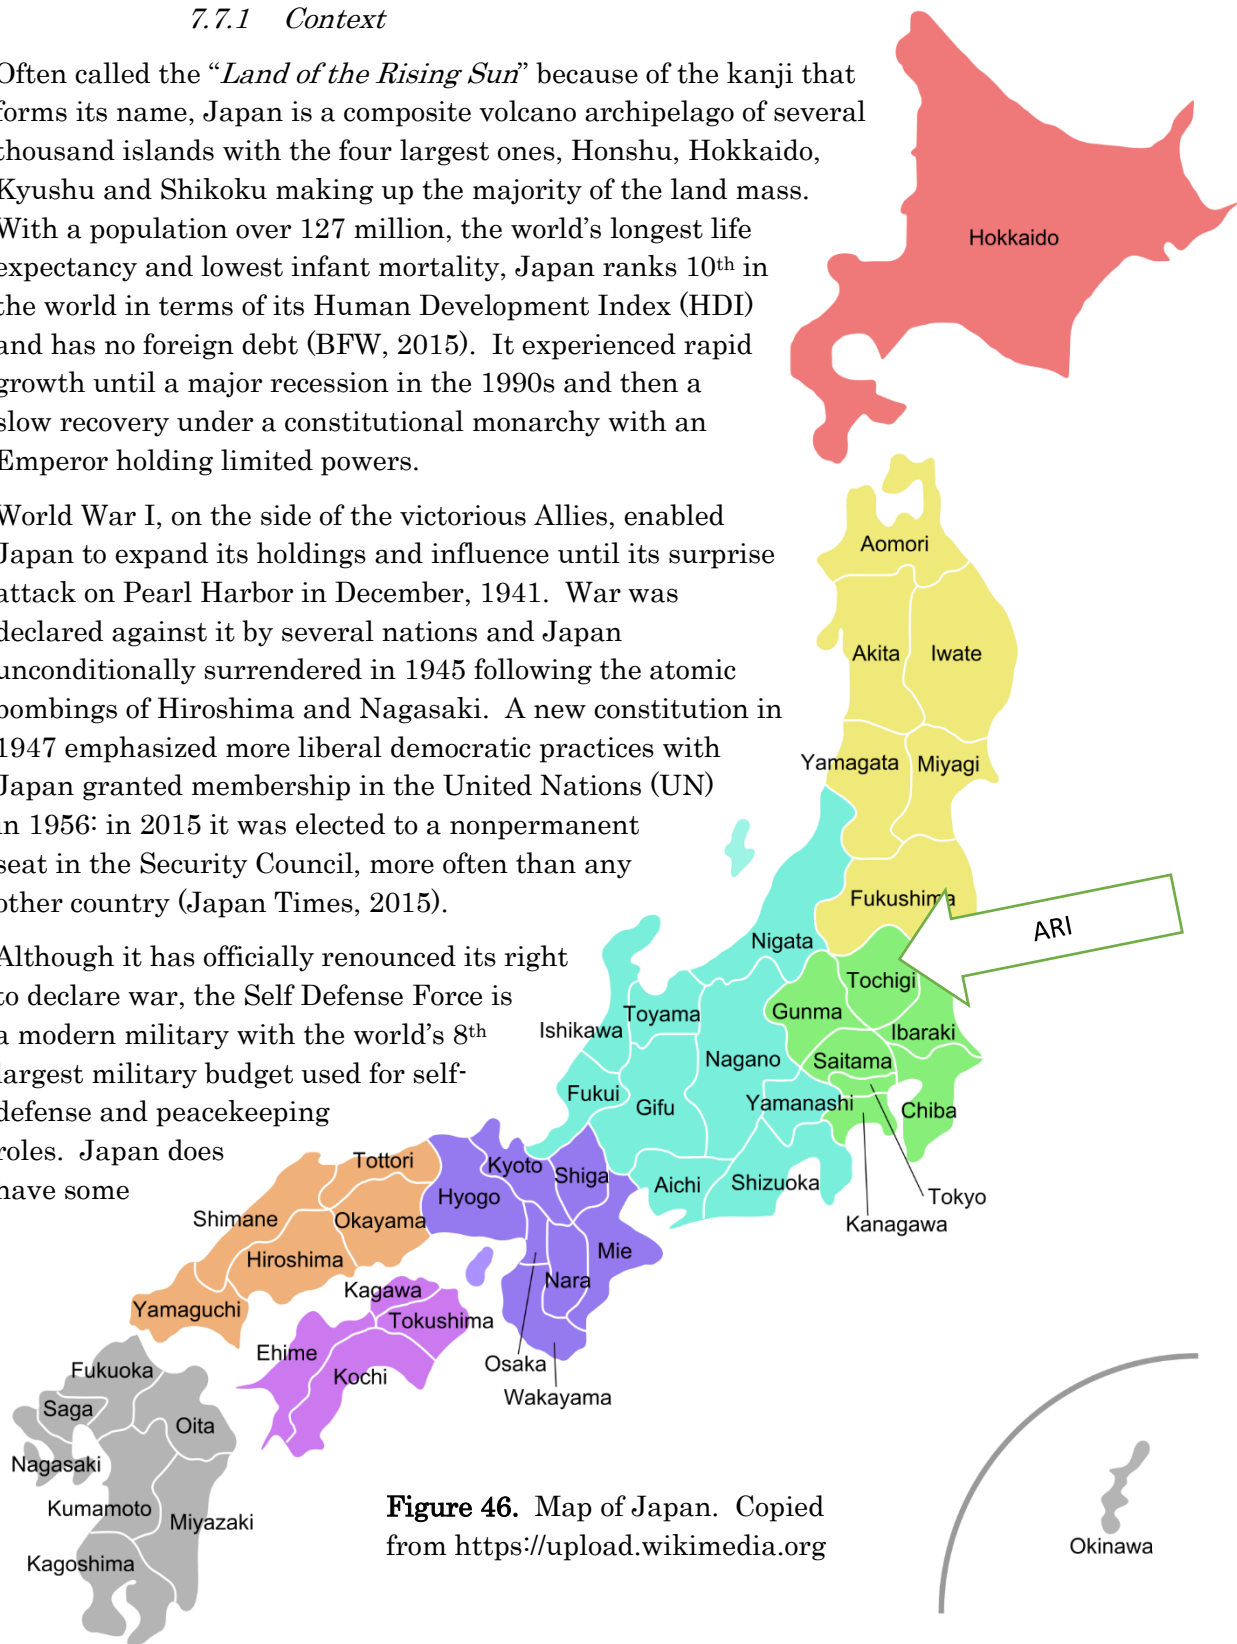 7.7.1 Context
Often called the “Land of the Rising Sun” because of the kanji that
forms its name, Japan is a composite volcano archipelago of several
thousand islands with the four largest ones, Honshu, Hokkaido,
Kyushu and Shikoku making up the majority of the land mass.
With a population over 127 million, the world’s longest life
expectancy and lowest infant mortality, Japan ranks 10th in
the world in terms of its Human Development Index (HDI)
and has no foreign debt (BFW, 2015). It experienced rapid
growth until a major recession in the 1990s and then a
slow recovery under a constitutional monarchy with an
Emperor holding limited powers.
World War I, on the side of the victorious Allies, enabled
Japan to expand its holdings and influence until its surprise
attack on Pearl Harbor in December, 1941. War was
declared against it by several nations and Japan
unconditionally surrendered in 1945 following the atomic
bombings of Hiroshima and Nagasaki. A new constitution in
1947 emphasized more liberal democratic practices with
Japan granted membership in the United Nations (UN)
in 1956: in 2015 it was elected to a nonpermanent
seat in the Security Council, more often than any
other country (Japan Times, 2015).
Although it has officially renounced its right
to declare war, the Self Defense Force is
a modern military with the world’s 8th
largest military budget used for self-
defense and peacekeeping
roles. Japan does
have some
Hokkaido
Aomori
Akita
Iwate
Yamagata
Miyagi
Fukushima
ARI
Nigata
Tochigi
Gunma
Toyama
Ishikawa
Ibaraki
Nagano
Saitama
Fukui
Gifu
Yamanashi
Chiba
Tottori
Kyoto
Shiga
Hyogo
Aichi
Shizuoka
Tokyo
Kanagawa
Shimane
Okayama
Hiroshima
Mie
Nara
Kagawa
Yamaguchi
Tokushima
Ehime
Kochi
Osaka
Wakayama
Fukuoka
Saga
Oita
Nagasaki
Kumamoto
Miyazaki
Kagoshima
Okinawa
Figure 46. Map of Japan. Copied
from https://upload.wikimedia.org